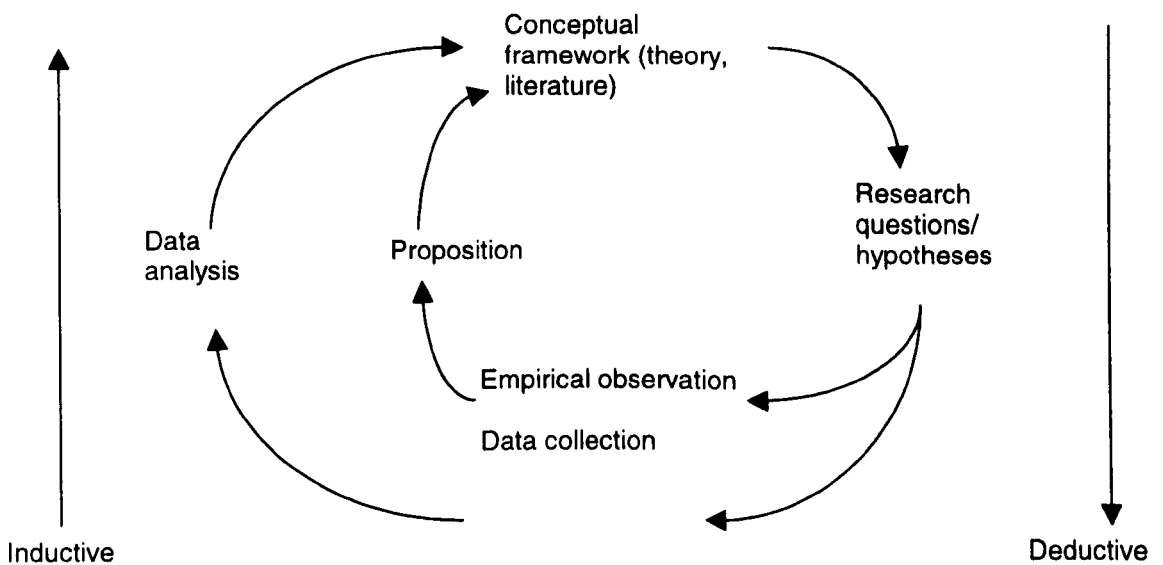 Conceptual
framework (theory,
literature)
Research
questions/
hypotheses
Data
analysis
Proposition
Empirical observation
Data collection
Inductive
Deductive